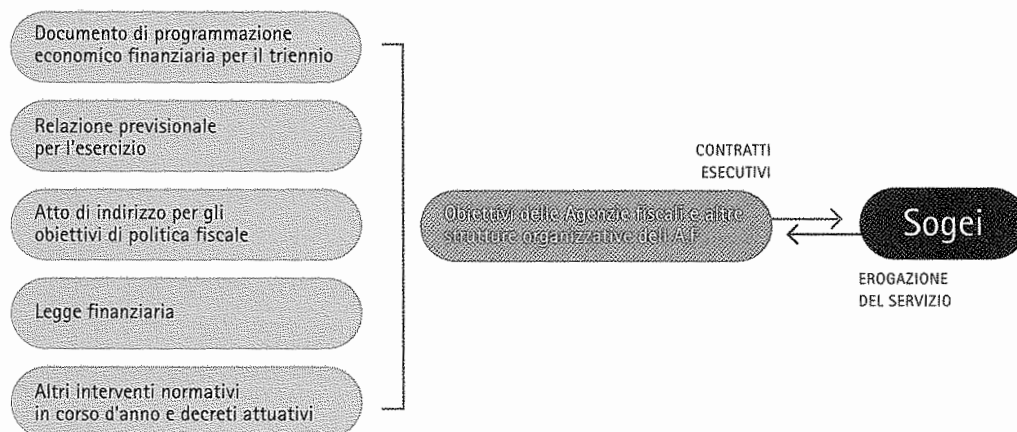 Documento di programmazione
economico finanziaria per il triennio
Relazione previsionale
per l'esercizio
Atto di indirizzo per gli
obiettivi di politica fiscale
Legge finanziaria
Altri interventi normativi
in corso d'anno e decreti attuativi
Obiettivi delle Agenzie fiscali e altre
strutture organizzative dell'A.F.
CONTRATTI
ESECUTIVI
Sogei
EROGAZIONE
DEL SERVIZIO